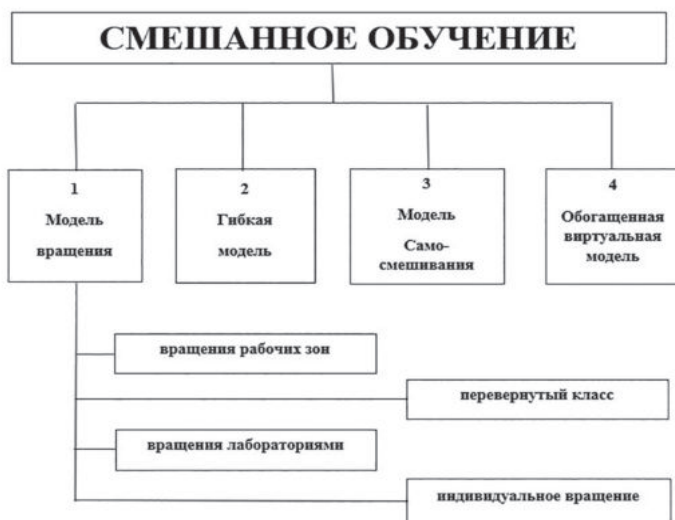 СМЕШАННОЕ ОБУЧЕНИЕ
1
Модель
вращения
2
Гибкая
модель
3
Модель
Само-
смешивания
4
Обогащенная
виртуальная
модель
вращения рабочих зон
перевернутый класс
вращения лабораториями
индивидуальное вращение